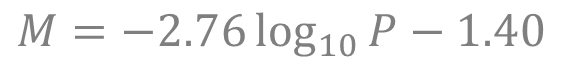 M = −2.76 log₁₀ P − 1.40